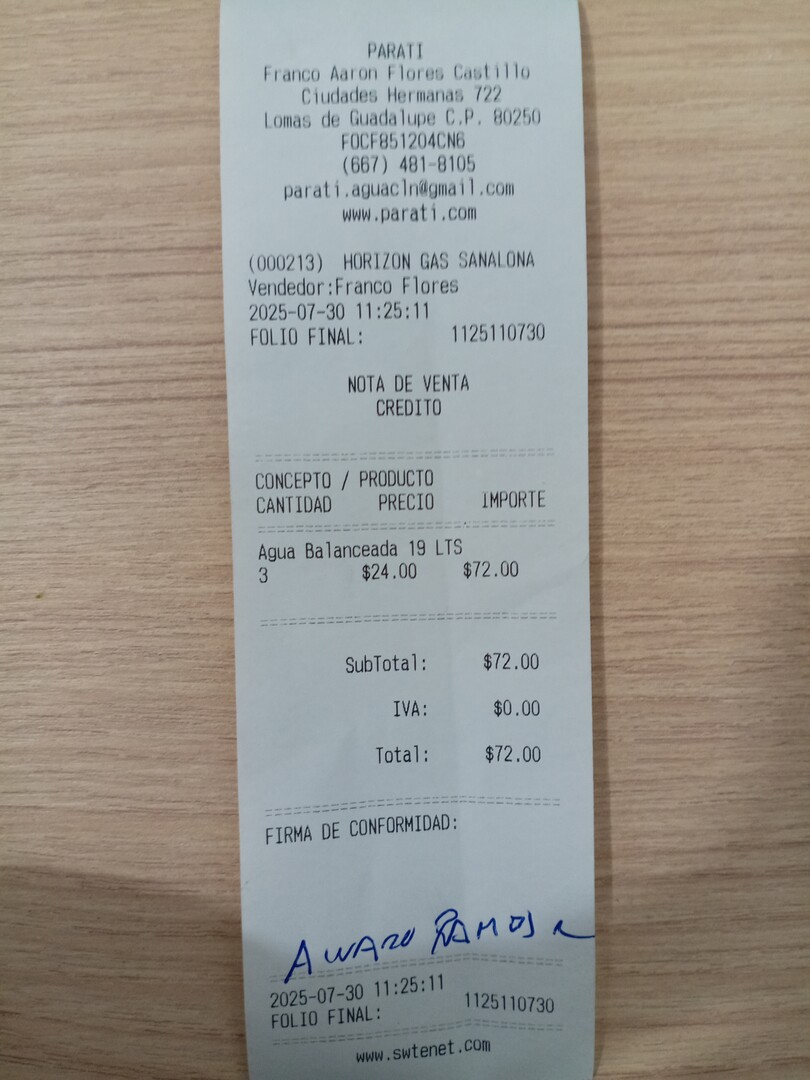 PARATI
Franco Aaron Flores Castillo
Ciudades Hermanas 722
Lomas de Guadalupe C.P. 80250
FOCF851204CN6
(667) 481-8105
parati.aguacln@gmail.com
www.parati.com
(000213) HORIZON GAS SANALONA
Vendedor:Franco Flores
2025-07-30 11:25:11
FOLIO FINAL: 1125110730
NOTA DE VENTA
CREDITO
CONCEPTO / PRODUCTO
CANTIDAD PRECIO IMPORTE
Agua Balanceada 19 LTS
3 $24.00 $72.00
SubTotal: $72.00
IVA: $0.00
Total: $72.00
FIRMA DE CONFORMIDAD:
RAMOS
2025-07-30 11:25:11
FOLIO FINAL: 1125110730
www.swtenet.com